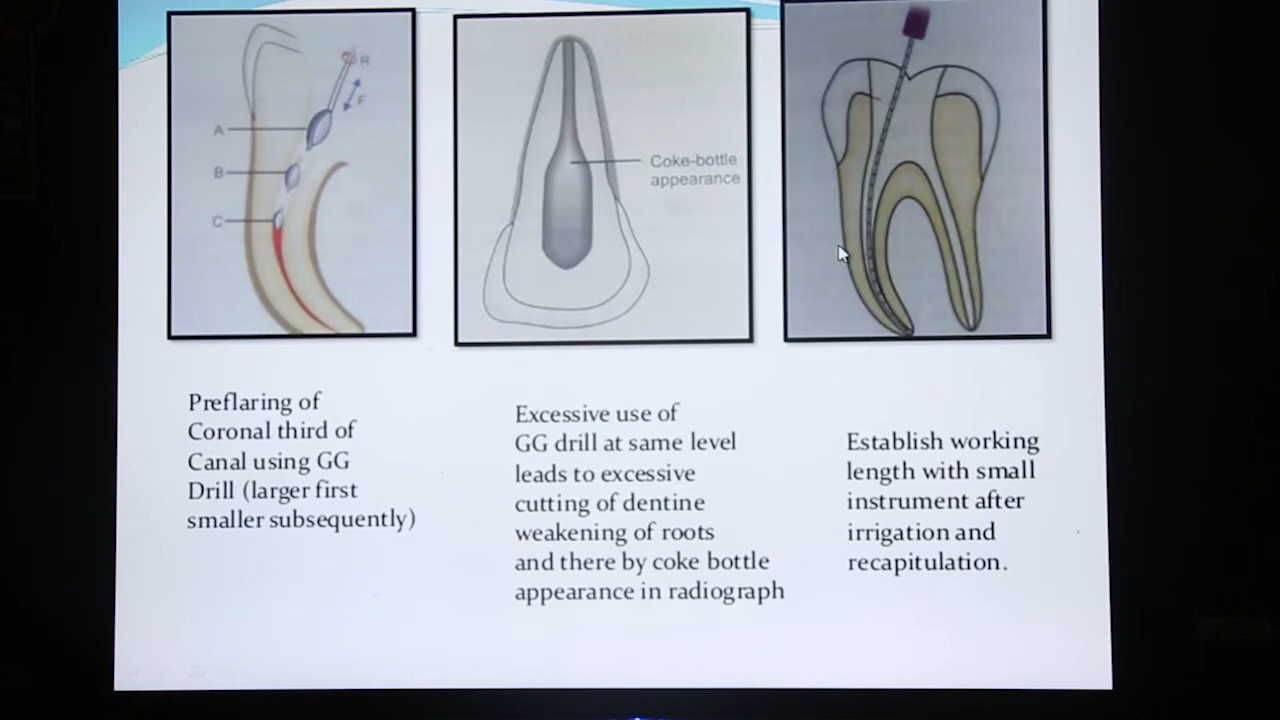 R
F
A
B
C
Coke-bottle
appearance
Preflaring of
Coronal third of
Canal using GG
Drill (larger first
smaller subsequently)
Excessive use of
GG drill at same level
leads to excessive
cutting of dentine
weakening of roots
and there by coke bottle
appearance in radiograph
Establish working
length with small
instrument after
irrigation and
recapitulation.